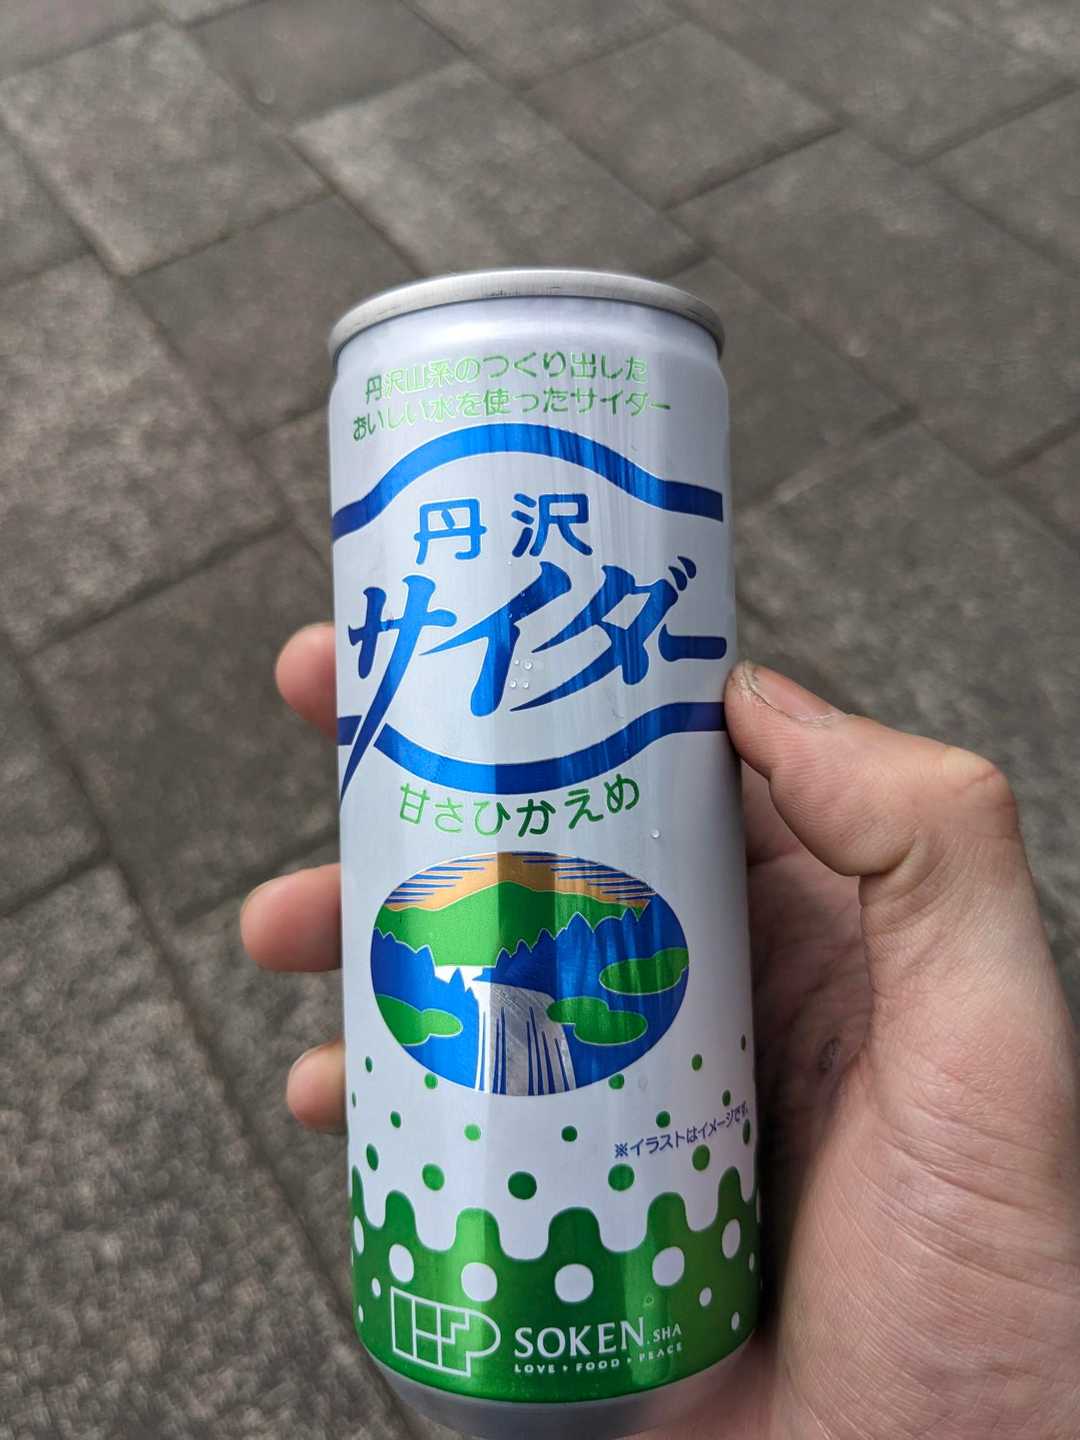 丹沢山系のつくり出した
おいしい水を使ったサイダー
丹沢
サイダー
甘さひかえめ
※イラストはイメージです。
SOKEN.SHA
LOVE・FOOD・PEACE